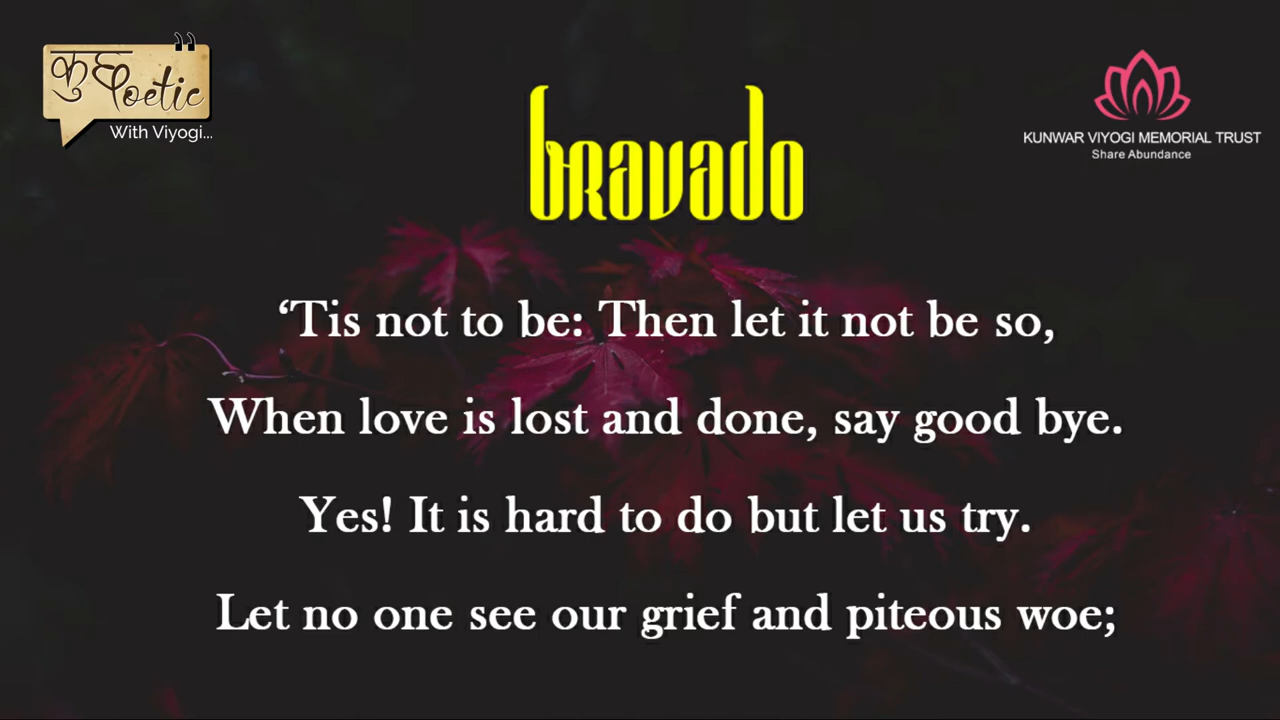 कुछ Poetic
With Viyogi...
KUNWAR VIYOGI MEMORIAL TRUST
Share Abundance
bravado
‘Tis not to be: Then let it not be so,
When love is lost and done, say good bye.
Yes! It is hard to do but let us try.
Let no one see our grief and piteous woe;